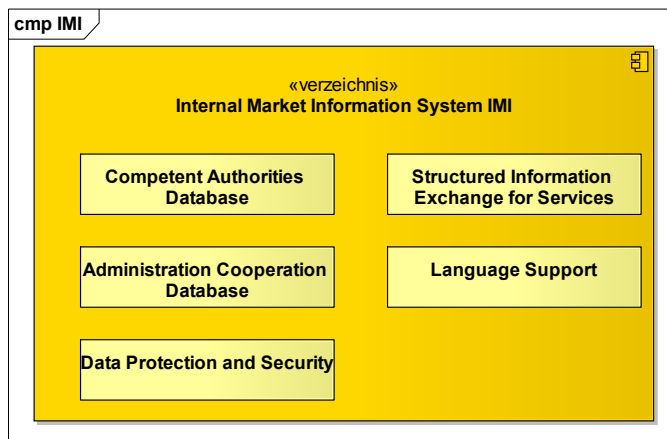 cmp IMI
«verzeichnis»
Internal Market Information System IMI
Competent Authorities
Database
Structured Information
Exchange for Services
Administration Cooperation
Database
Language Support
Data Protection and Security